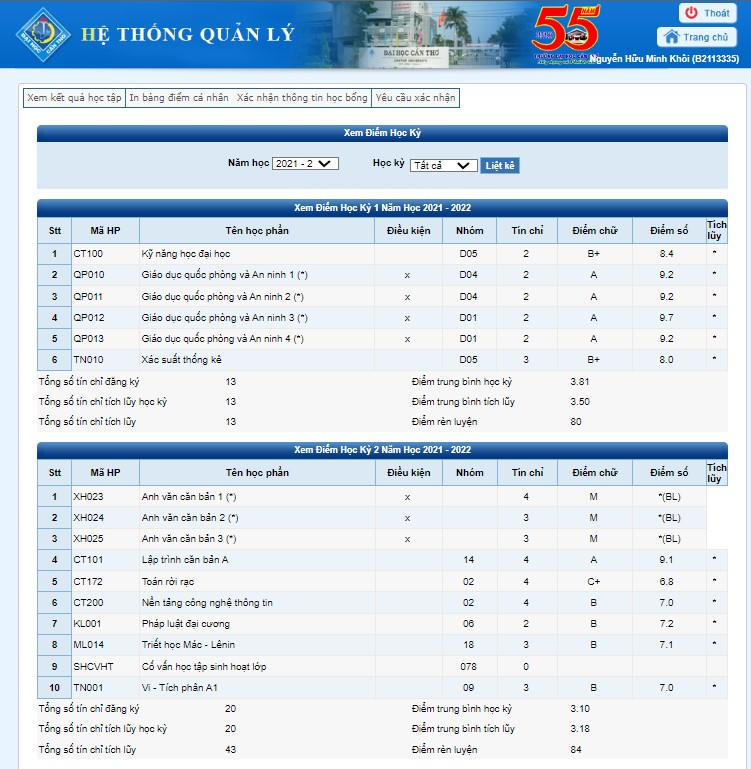 HỆ THỐNG QUẢN LÝ
ĐẠI HỌC CẦN THƠ
55 NĂM
Thoát
Trang chủ
Nguyễn Hữu Minh Khôi (B2113335)
Xem kết quả học tập In bảng điểm cá nhân Xác nhận thông tin học bổng Yêu cầu xác nhận
Xem Điểm Học Kỳ
Năm học 2021 - 2 Học kỳ Tất cả Liệt kê
Xem Điểm Học Kỳ 1 Năm Học 2021 - 2022
Stt Mã HP Tên học phần Điều kiện Nhóm Tín chỉ Điểm chữ Điểm số Tích lũy
1 CT100 Kỹ năng học đại học D05 2 B+ 8.4 *
2 QP010 Giáo dục quốc phòng và An ninh 1 (*) x D04 2 A 9.2 *
3 QP011 Giáo dục quốc phòng và An ninh 2 (*) x D04 2 A 9.2 *
4 QP012 Giáo dục quốc phòng và An ninh 3 (*) x D01 2 A 9.7 *
5 QP013 Giáo dục quốc phòng và An ninh 4 (*) x D01 2 A 9.2 *
6 TN010 Xác suất thống kê D05 3 B+ 8.0 *
Tổng số tín chỉ đăng ký 13 Điểm trung bình học kỳ 3.81
Tổng số tín chỉ tích lũy học kỳ 13 Điểm trung bình tích lũy 3.50
Tổng số tín chỉ tích lũy 13 Điểm rèn luyện 80
Xem Điểm Học Kỳ 2 Năm Học 2021 - 2022
Stt Mã HP Tên học phần Điều kiện Nhóm Tín chỉ Điểm chữ Điểm số Tích lũy
1 XH023 Anh văn căn bản 1 (*) x 4 M *(BL)
2 XH024 Anh văn căn bản 2 (*) x 3 M *(BL)
3 XH025 Anh văn căn bản 3 (*) x 3 M *(BL)
4 CT101 Lập trình căn bản A 14 4 A 9.1 *
5 CT172 Toán rời rạc 02 4 C+ 6.8 *
6 CT200 Nền tảng công nghệ thông tin 02 4 B 7.0 *
7 KL001 Pháp luật đại cương 06 2 B 7.2 *
8 ML014 Triết học Mác - Lênin 18 3 B 7.1 *
9 SHCVHT Cố vấn học tập sinh hoạt lớp 078 0
10 TN001 Vi - Tích phân A1 09 3 B 7.0 *
Tổng số tín chỉ đăng ký 20 Điểm trung bình học kỳ 3.10
Tổng số tín chỉ tích lũy học kỳ 20 Điểm trung bình tích lũy 3.18
Tổng số tín chỉ tích lũy 43 Điểm rèn luyện 84